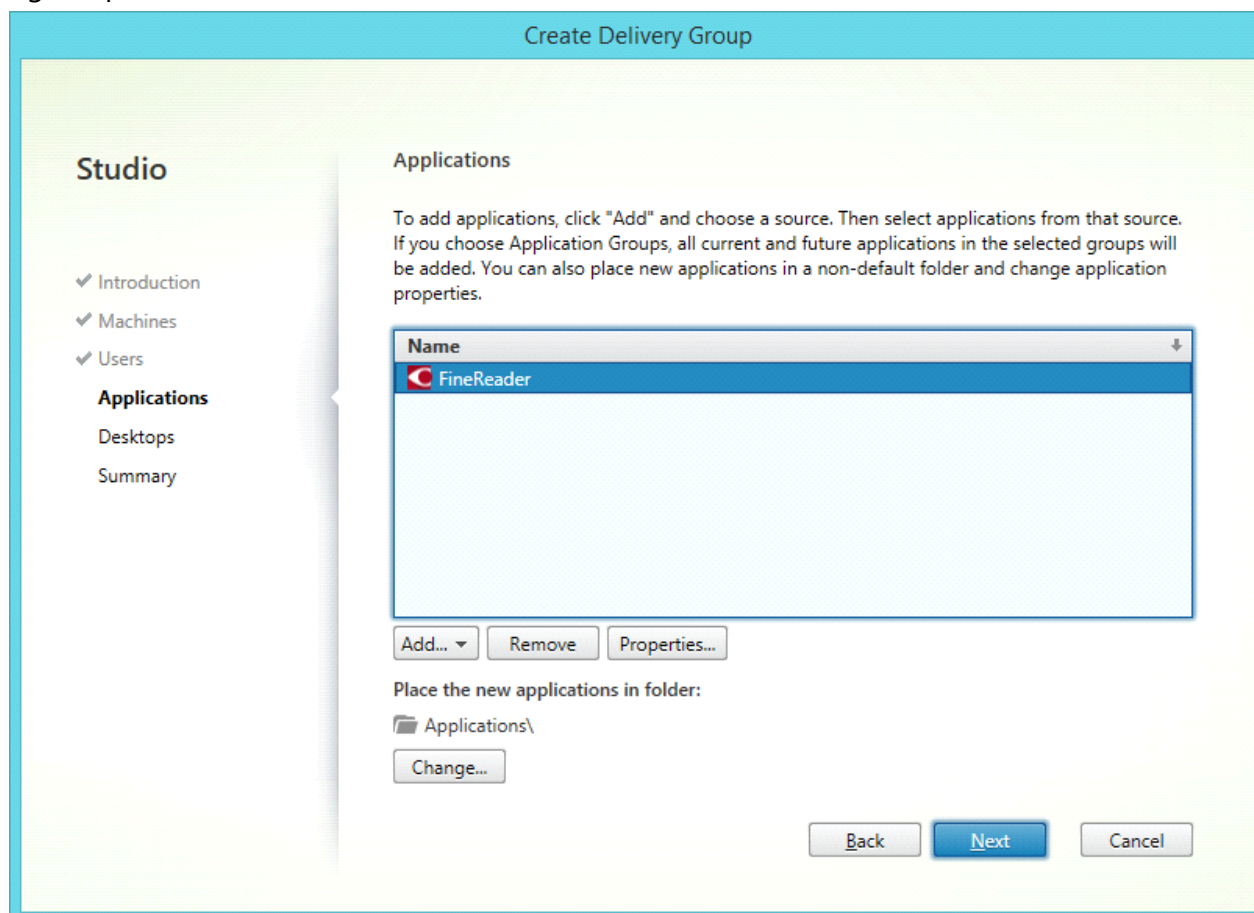 Create Delivery Group
Studio
Introduction
Machines
Users
Applications
Desktops
Summary
Applications
To add applications, click "Add" and choose a source. Then select applications from that source.
If you choose Application Groups, all current and future applications in the selected groups will
be added. You can also place new applications in a non-default folder and change application
properties.
Name
FineReader
Add...
Remove
Properties...
Place the new applications in folder:
Applications\
Change...
Back
Next
Cancel